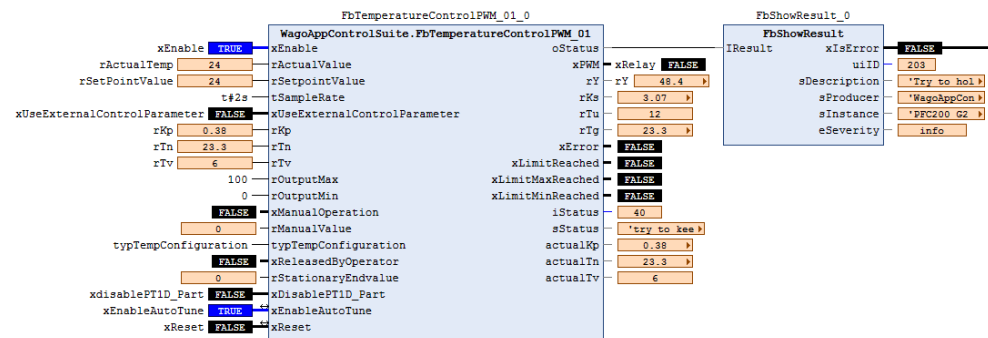 FbTemperatureControlPWM_01_0 FbShowResult_0
WagoAppControlSuite.FbTemperatureControlPWM_01 FbShowResult
xEnable TRUE xEnable oStatus IResult xIsError FALSE
rActualTemp 24 rActualValue xPWM xRelay FALSE uiID 203
rSetPointValue 24 rSetpointValue rY rY 48.4 sDescription 'Try to hol
t#2s tSampleRate rKs 3.07 sProducer 'WagoAppCon
xUseExternalControlParameter FALSE xUseExternalControlParameter rTu 12 sInstance 'PFC200 G2
rKp 0.38 rKp rTg 23.3 eSeverity info
rTn 23.3 rTn xError FALSE
rTv 6 rTv xLimitReached FALSE
100 rOutputMax xLimitMaxReached FALSE
0 rOutputMin xLimitMinReached FALSE
FALSE xManualOperation iStatus 40
0 rManualValue sStatus 'try to kee
typTempConfiguration typTempConfiguration actualKp 0.38
FALSE xReleasedByOperator actualTn 23.3
0 rStationaryEndvalue actualTv 6
xdisablePT1D_Part FALSE xDisablePT1D_Part
xEnableAutoTune TRUE xEnableAutoTune
xReset FALSE xReset